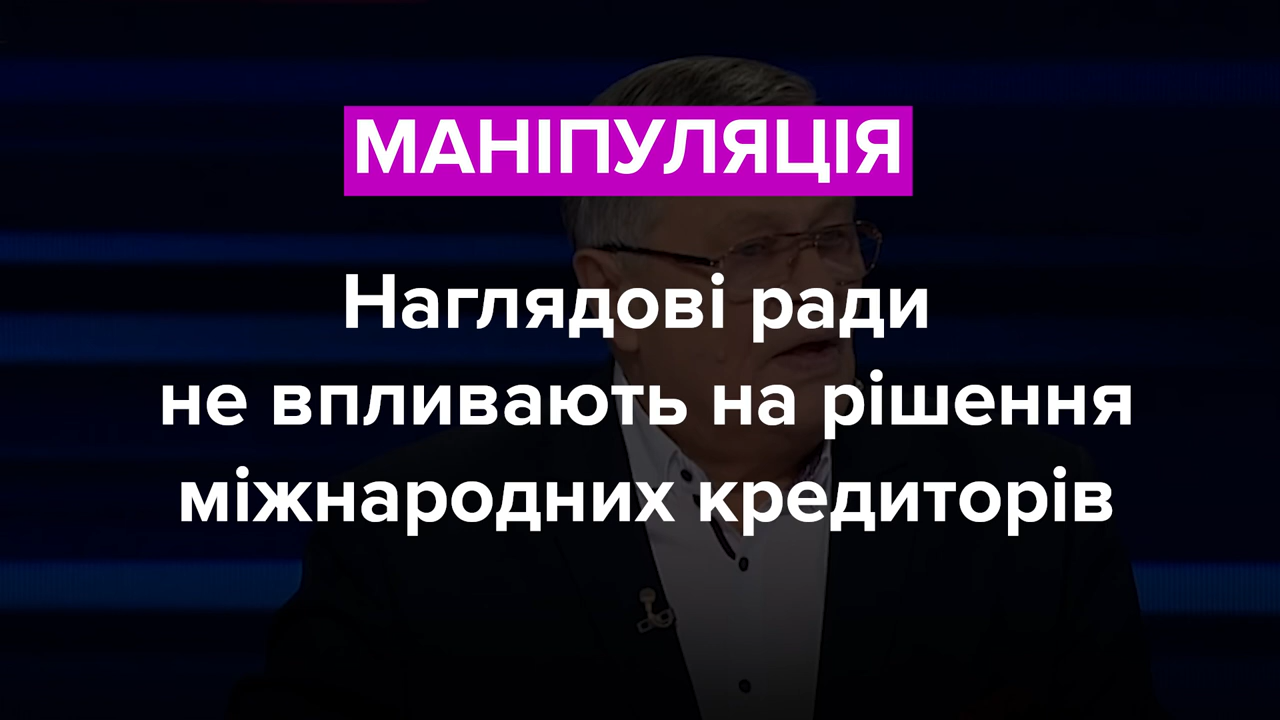 МАНІПУЛЯЦІЯ
Наглядові ради
не впливають на рішення
міжнародних кредиторів